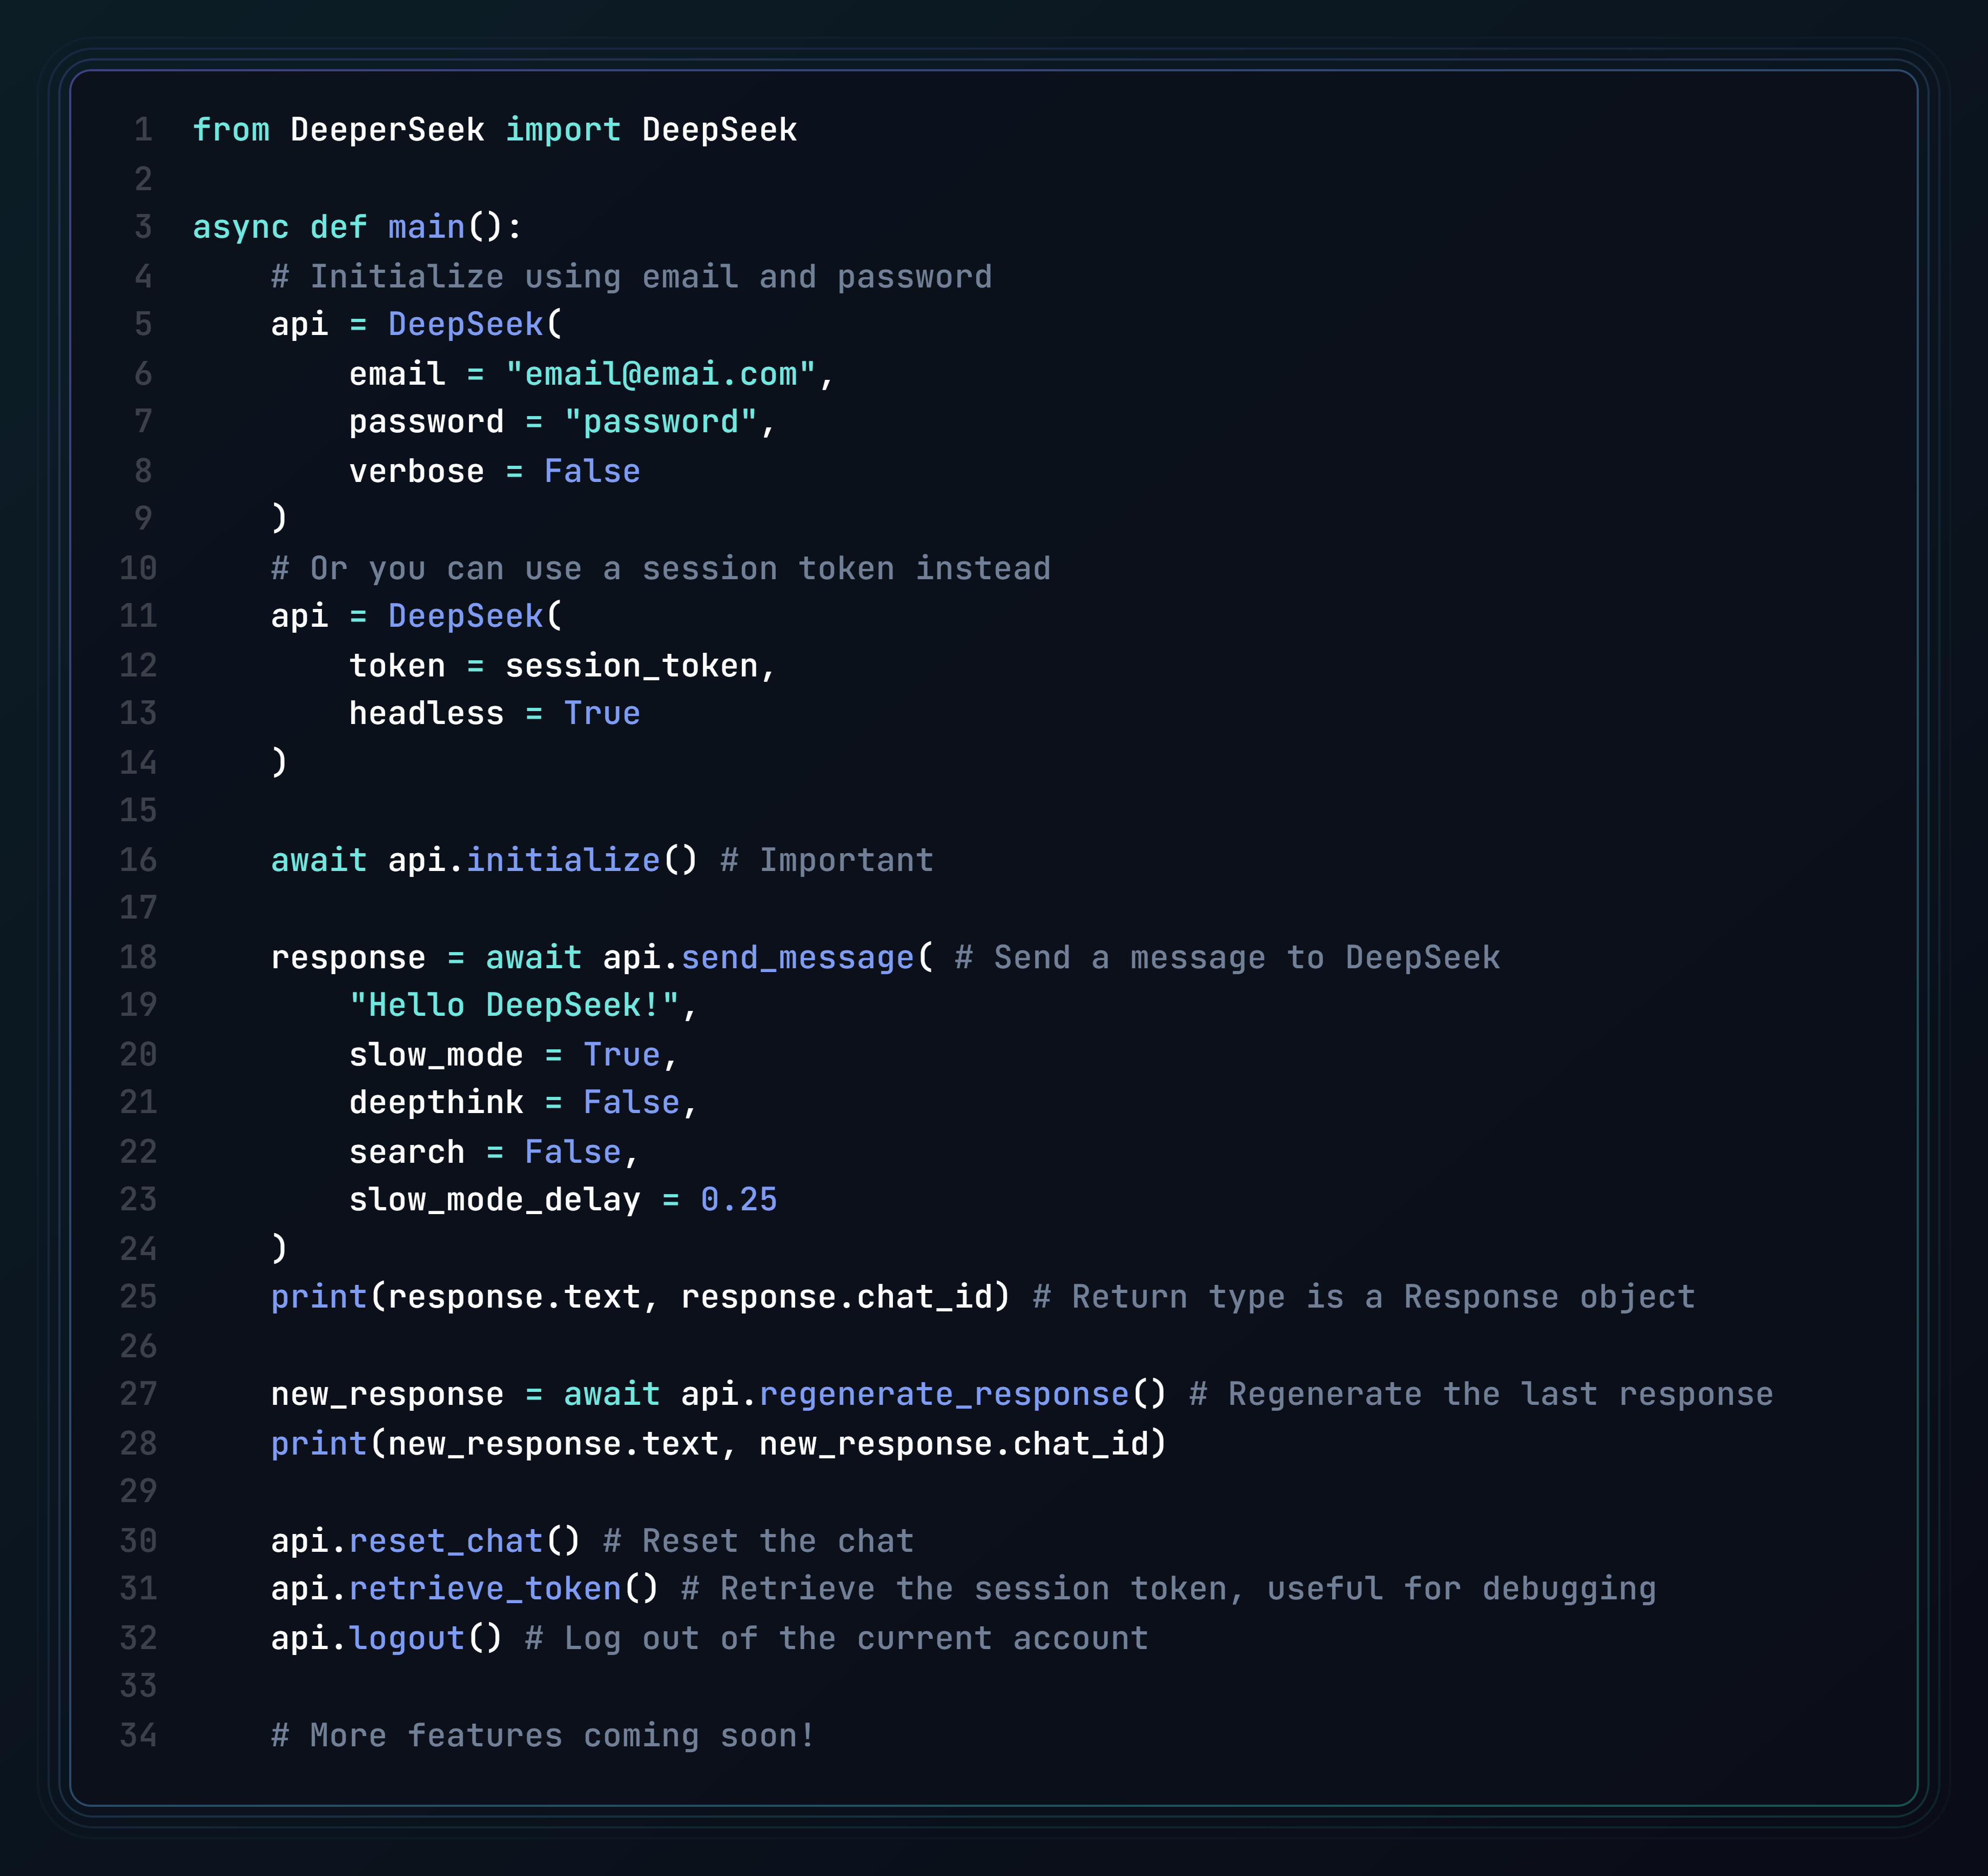 1 from DeeperSeek import DeepSeek
2
3 async def main():
4     # Initialize using email and password
5     api = DeepSeek(
6         email = "email@emai.com",
7         password = "password",
8         verbose = False
9     )
10     # Or you can use a session token instead
11     api = DeepSeek(
12         token = session_token,
13         headless = True
14     )
15
16     await api.initialize() # Important
17
18     response = await api.send_message( # Send a message to DeepSeek
19         "Hello DeepSeek!",
20         slow_mode = True,
21         deepthink = False,
22         search = False,
23         slow_mode_delay = 0.25
24     )
25     print(response.text, response.chat_id) # Return type is a Response object
26
27     new_response = await api.regenerate_response() # Regenerate the last response
28     print(new_response.text, new_response.chat_id)
29
30     api.reset_chat() # Reset the chat
31     api.retrieve_token() # Retrieve the session token, useful for debugging
32     api.logout() # Log out of the current account
33
34     # More features coming soon!